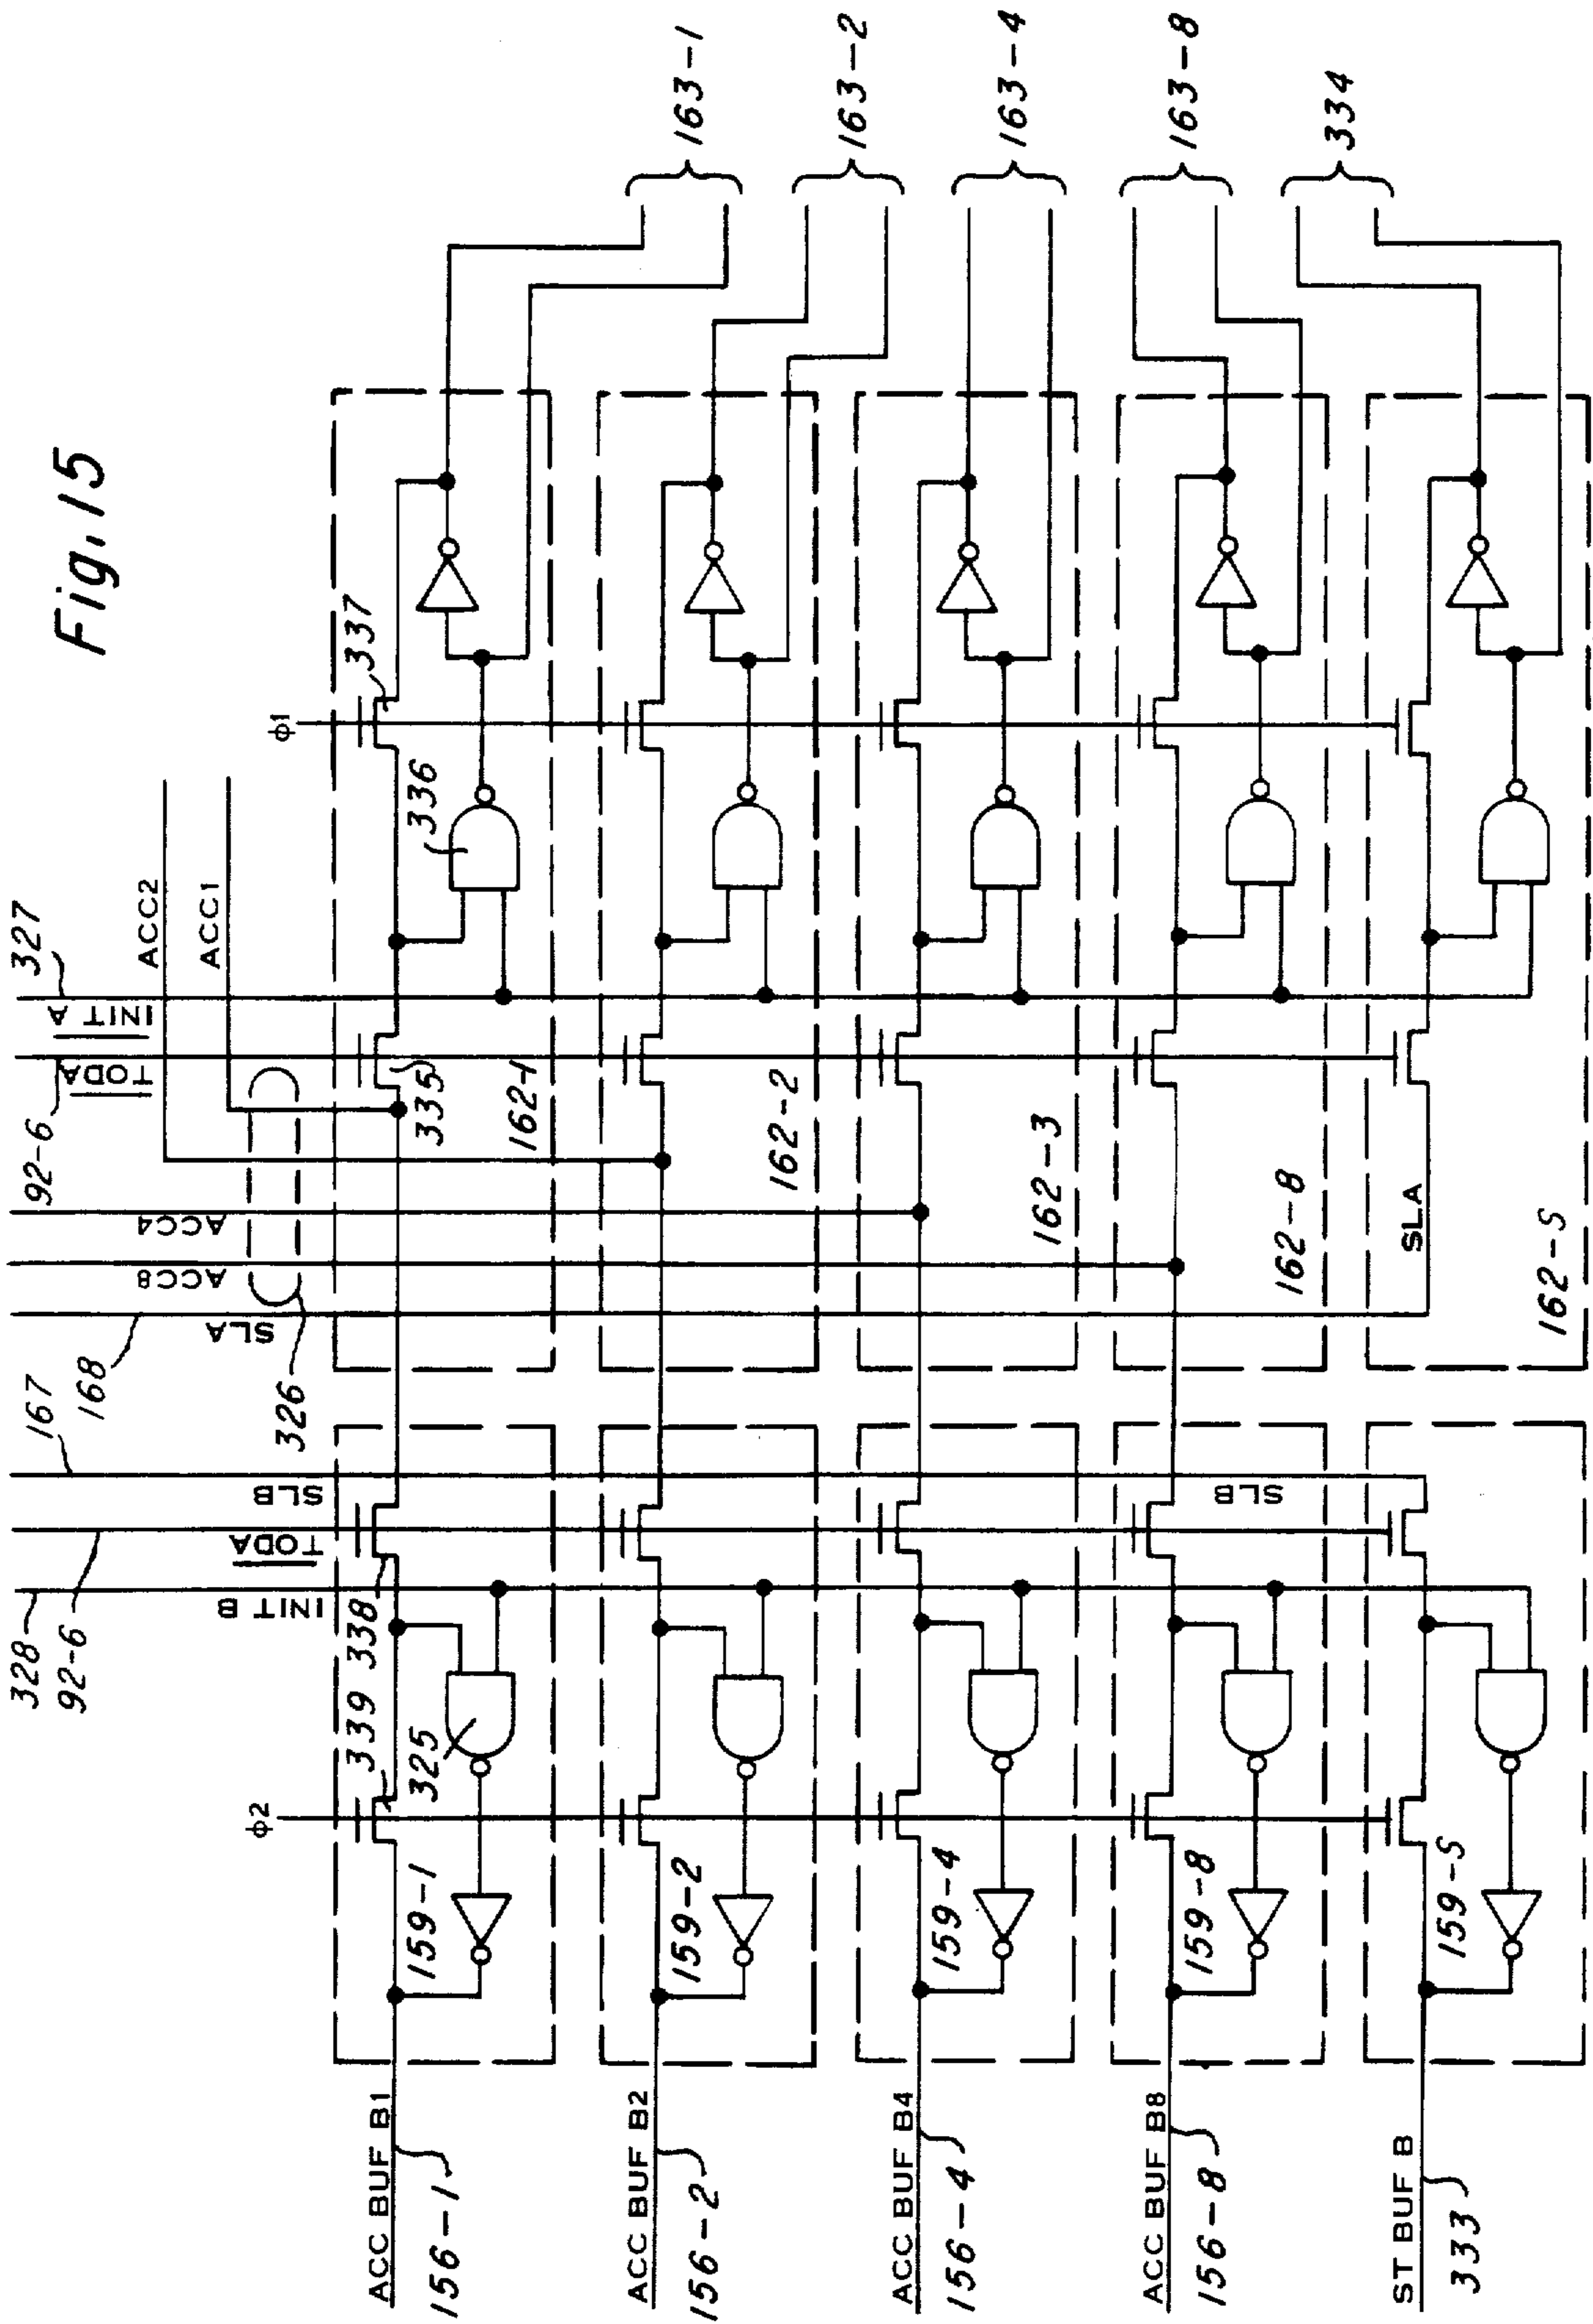 Fig. 15
328
92-6
167
168
92-6
327
INIT B
TODA
SLB
SLA
ACC8
ACC4
TODA
INIT A
ACC2
ACC1
326
φ2
φ1
339
338
335
337
325
336
159-1
162-1
159-2
162-2
159-4
162-3
159-8
SLB
162-8
159-S
SLA
162-S
ACC BUF B1
156-1
ACC BUF B2
156-2
ACC BUF B4
156-4
ACC BUF B8
156-8
ST BUF B
333
163-1
163-2
163-4
163-8
334